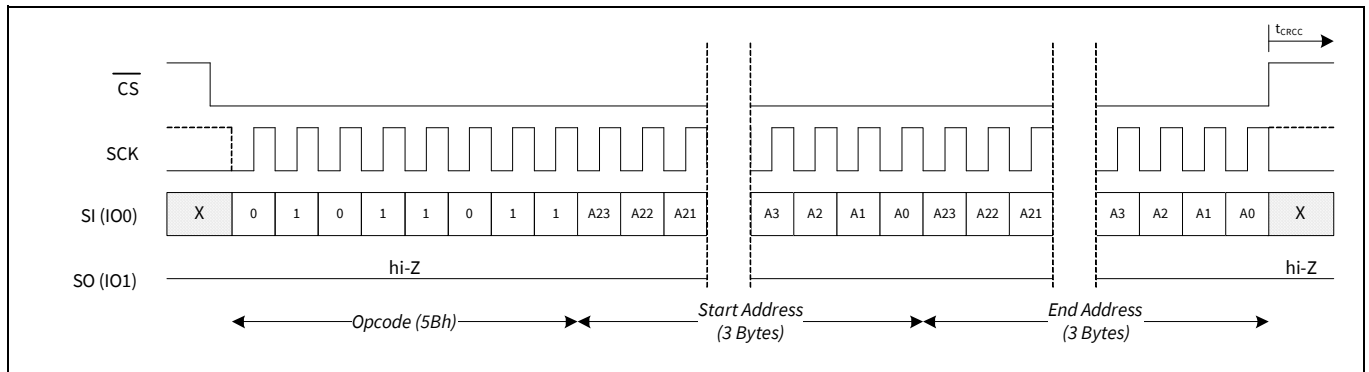 tCRCC
CS
SCK
SI (IO0) X 0 1 0 1 1 0 1 1 A23 A22 A21 A3 A2 A1 A0 A23 A22 A21 A3 A2 A1 A0 X
hi-Z hi-Z
SO (IO1)
Opcode (5Bh) Start Address End Address
(3 Bytes) (3 Bytes)